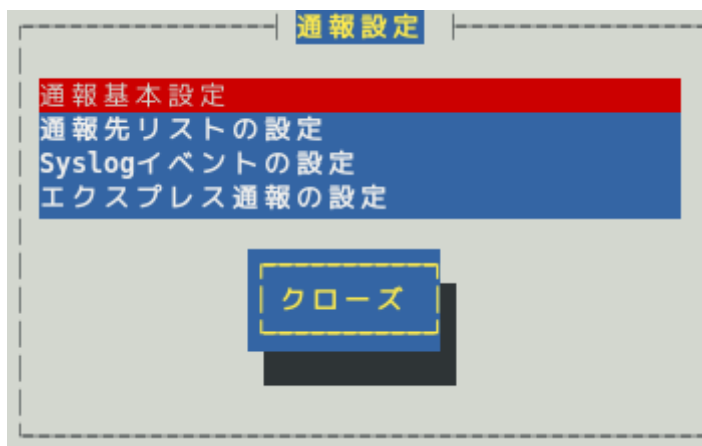 通報設定
通報基本設定
通報先リストの設定
Syslogイベントの設定
エクスプレス通報の設定
クローズ